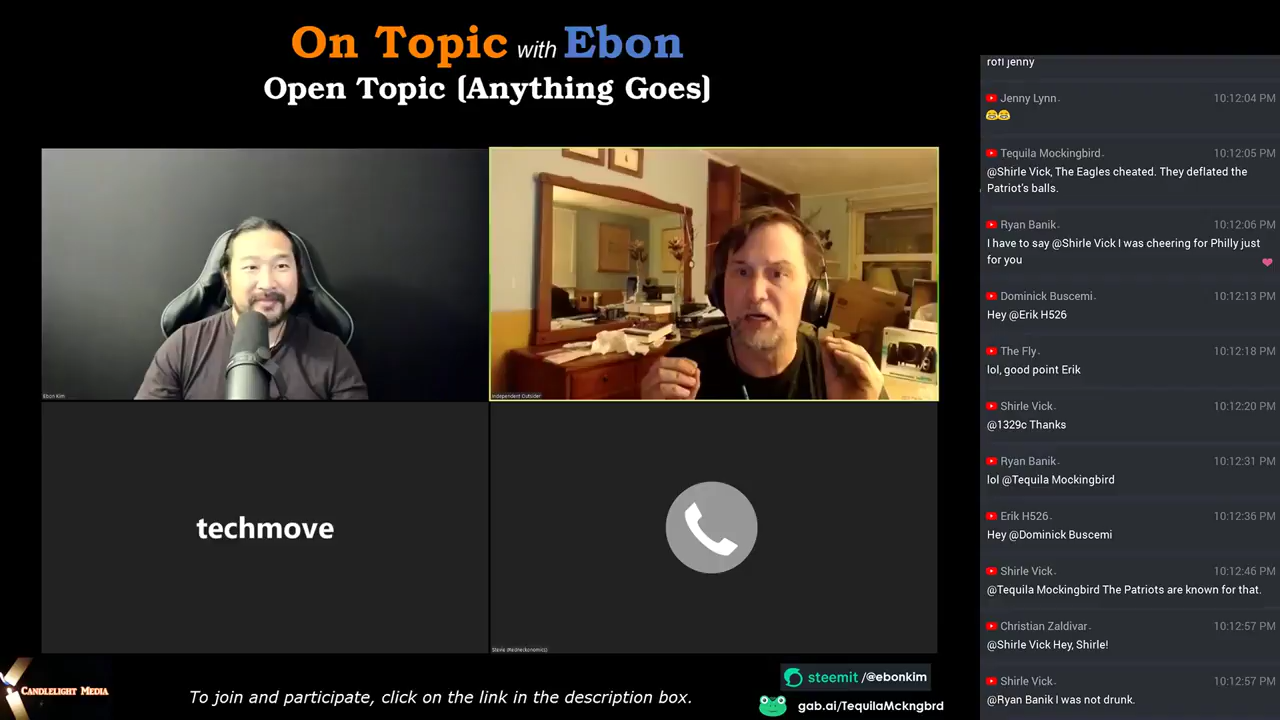 On Topic with Ebon
Open Topic (Anything Goes)
Ebon Kim
Independent Outsider
techmove
Stevie (Redneckonomics)
CANDLELIGHT MEDIA
To join and participate, click on the link in the description box.
steemit /@ebonkim
gab.ai/TequilaMckngbrd
rofl jenny
Jenny Lynn. 10:12:04 PM
Tequila Mockingbird. 10:12:05 PM
@Shirle Vick, The Eagles cheated. They deflated the
Patriot's balls.
Ryan Banik. 10:12:06 PM
I have to say @Shirle Vick I was cheering for Philly just
for you
Dominick Buscemi. 10:12:13 PM
Hey @Erik H526
The Fly. 10:12:18 PM
lol, good point Erik
Shirle Vick. 10:12:20 PM
@1329c Thanks
Ryan Banik. 10:12:31 PM
lol @Tequila Mockingbird
Erik H526. 10:12:36 PM
Hey @Dominick Buscemi
Shirle Vick. 10:12:46 PM
@Tequila Mockingbird The Patriots are known for that.
Christian Zaldivar. 10:12:57 PM
@Shirle Vick Hey, Shirle!
Shirle Vick. 10:12:57 PM
@Ryan Banik I was not drunk.